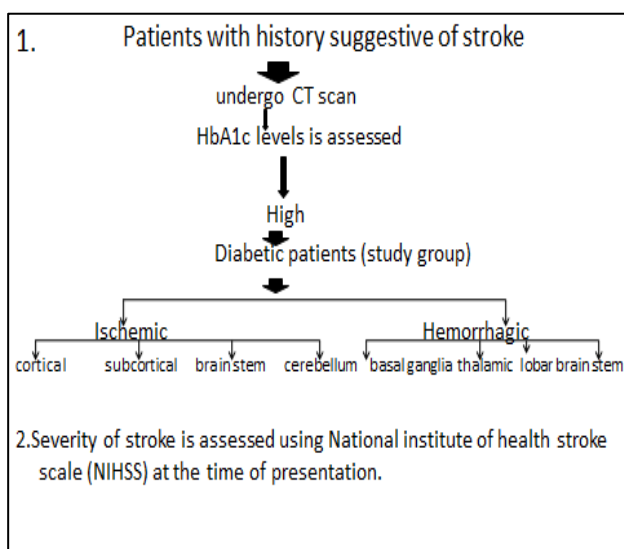 1. Patients with history suggestive of stroke
undergo CT scan
HbA1c levels is assessed
High
Diabetic patients (study group)
Ischemic Hemorrhagic
cortical subcortical brain stem cerebellum basal ganglia thalamic lobar brain stem
2.Severity of stroke is assessed using National institute of health stroke
scale (NIHSS) at the time of presentation.